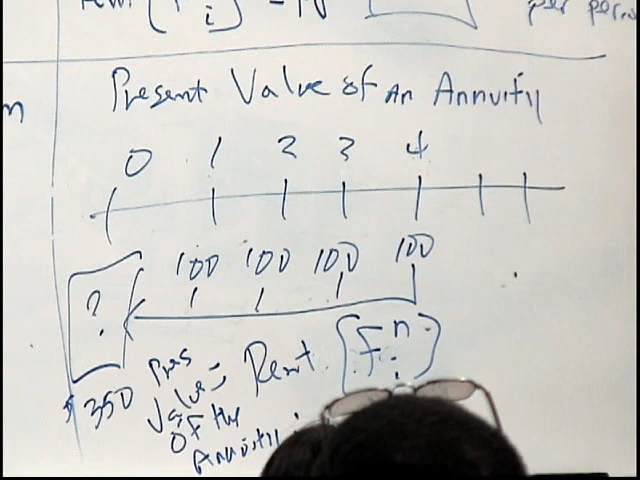 per
n
Present Value of An Annuity
0 1 2 3 4
100 100 100 100
?
$350
Pres Value of the Annuity = Rent (F n i)